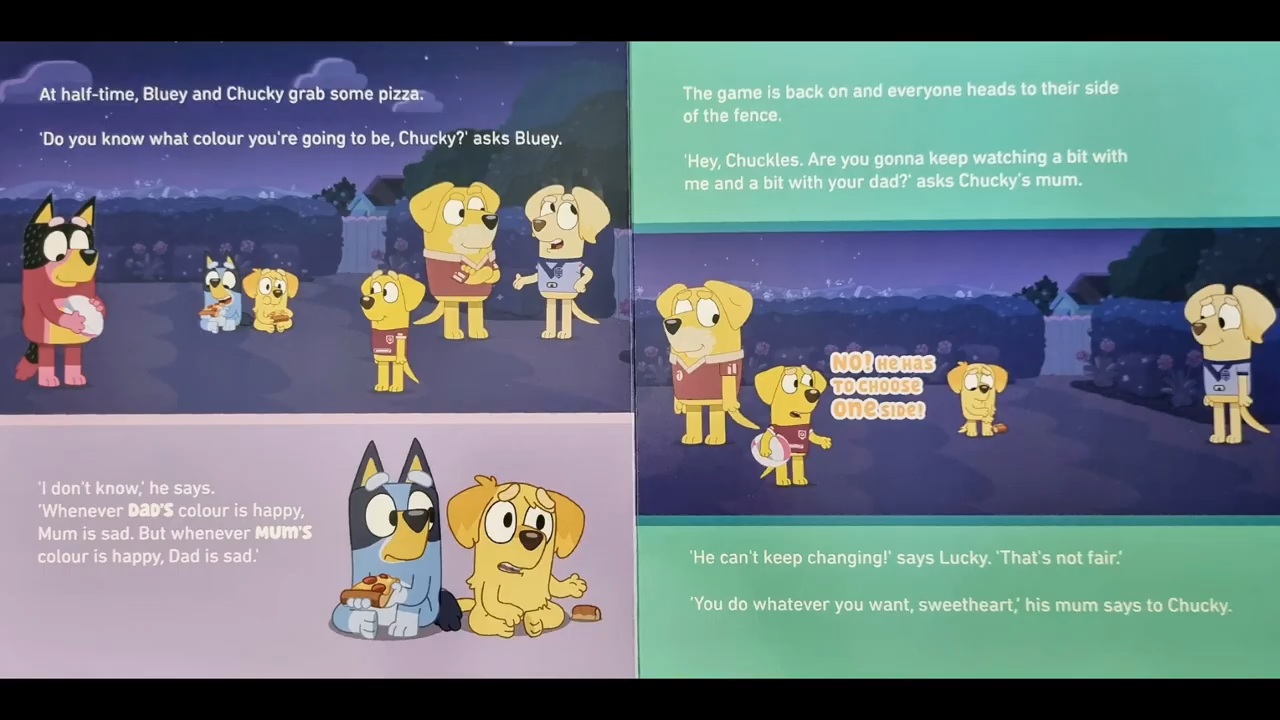 At half-time, Bluey and Chucky grab some pizza.
'Do you know what colour you're going to be, Chucky?' asks Bluey.
'I don't know,' he says.
'Whenever DAD'S colour is happy,
Mum is sad. But whenever MUM'S
colour is happy, Dad is sad.'
The game is back on and everyone heads to their side
of the fence.
'Hey, Chuckles. Are you gonna keep watching a bit with
me and a bit with your dad?' asks Chucky's mum.
NO! He HAS
TO CHOOSE
ONE SIDE!
'He can't keep changing!' says Lucky. 'That's not fair.'
'You do whatever you want, sweetheart,' his mum says to Chucky.